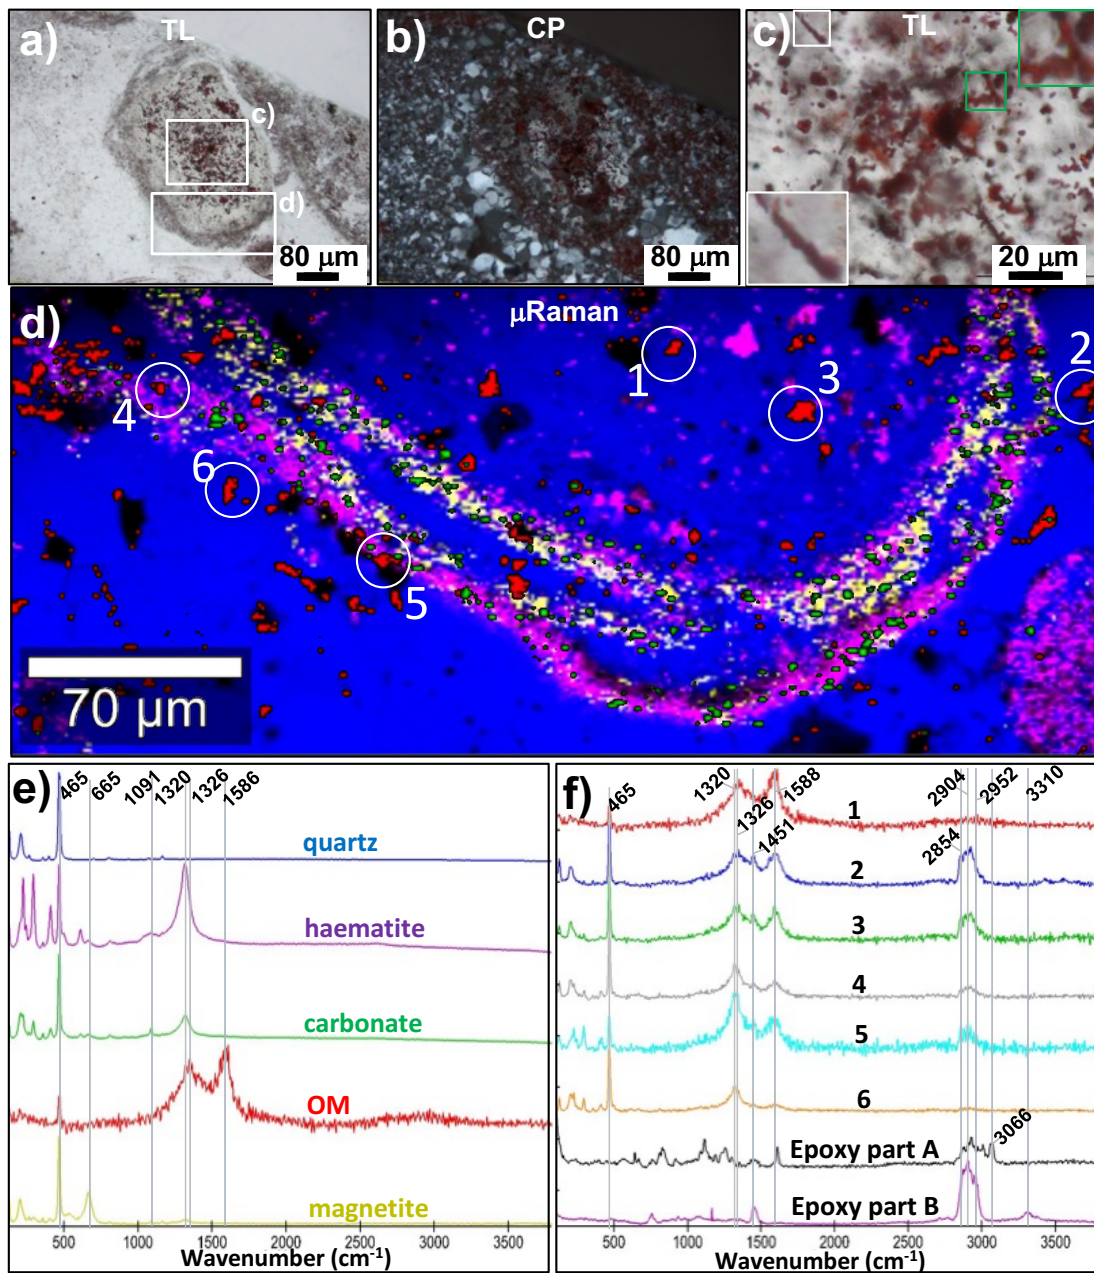 a)
TL
c)
d)
80 µm
b)
CP
80 µm
c)
TL
20 µm
d)
µRaman
1
2
3
4
5
6
70 µm
e)
465
665
1091
1320
1326
1586
quartz
haematite
carbonate
OM
magnetite
500
1000
1500
2000
2500
3000
3500
Wavenumber (cm-1)
f)
465
1320
1326
1451
1588
2854
2904
2952
3310
1
2
3
4
5
6
3066
Epoxy part A
Epoxy part B
500
1000
1500
2000
2500
3000
3500
Wavenumber (cm-1)